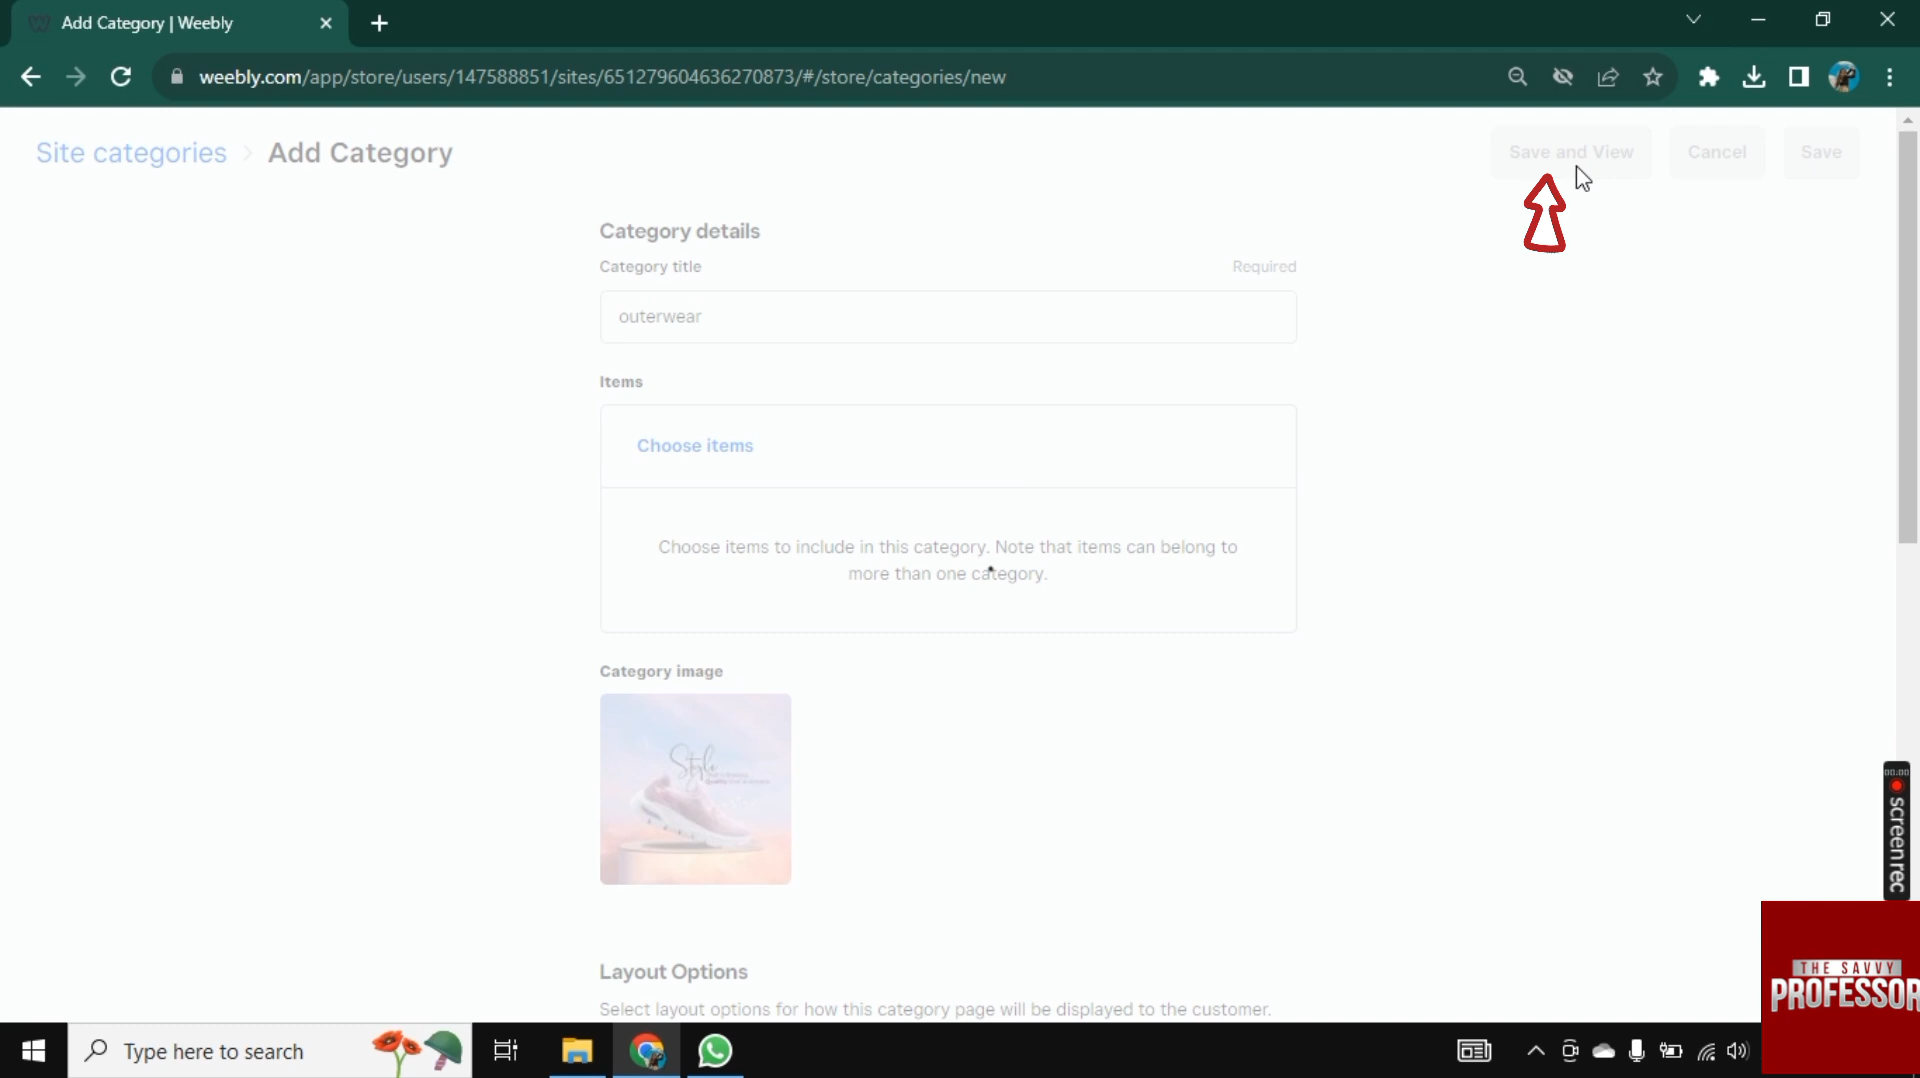 Add Category | Weebly
weebly.com/app/store/users/147588851/sites/651279604636270873/#/store/categories/new
Site categories > Add Category
Save and View
Cancel
Save
Category details
Category title
Required
outerwear
Items
Choose items
Choose items to include in this category. Note that items can belong to
more than one category.
Category image
Style
Layout Options
Select layout options for how this category page will be displayed to the customer.
00:00
screenrec
THE SAVVY
PROFESSOR
Type here to search